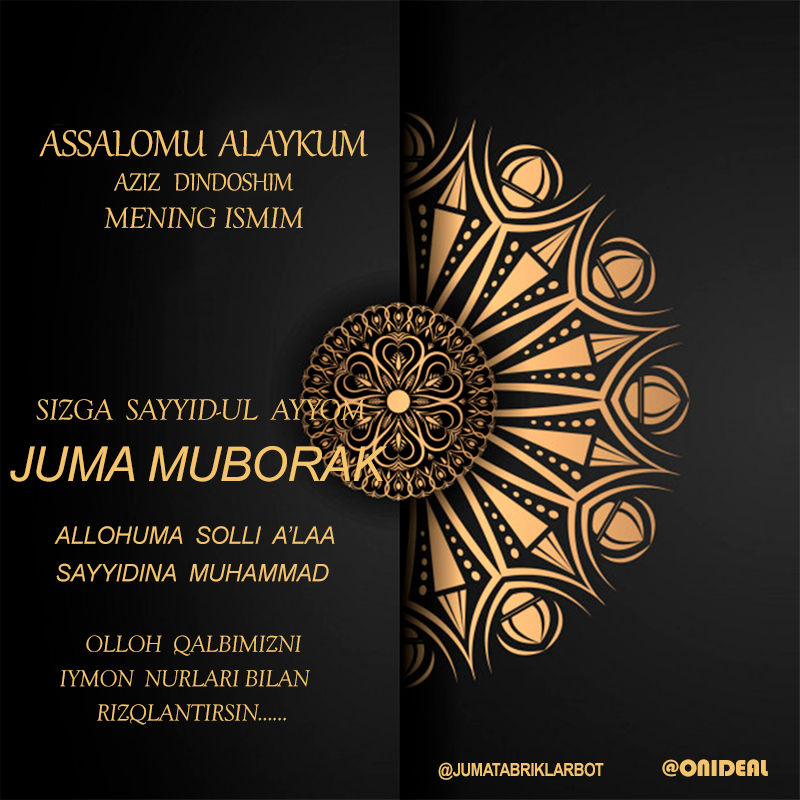 ASSALOMU ALAYKUM
AZIZ DINDOSHIM
MENING ISMIM
SIZGA SAYYID-UL AYYOM
JUMA MUBORAK
ALLOHUMA SOLLI A'LAA
SAYYIDINA MUHAMMAD
OLLOH QALBIMIZNI
IYMON NURLARI BILAN
RIZQLANTIRSIN......
@JUMATABRIKLARBOT
@ONIDEAL